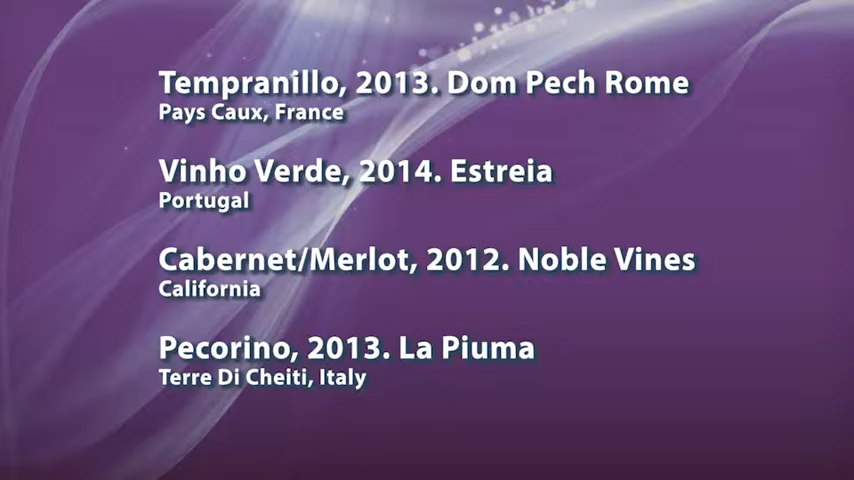 Tempranillo, 2013. Dom Pech Rome
Pays Caux, France
Vinho Verde, 2014. Estreia
Portugal
Cabernet/Merlot, 2012. Noble Vines
California
Pecorino, 2013. La Piuma
Terre Di Cheiti, Italy